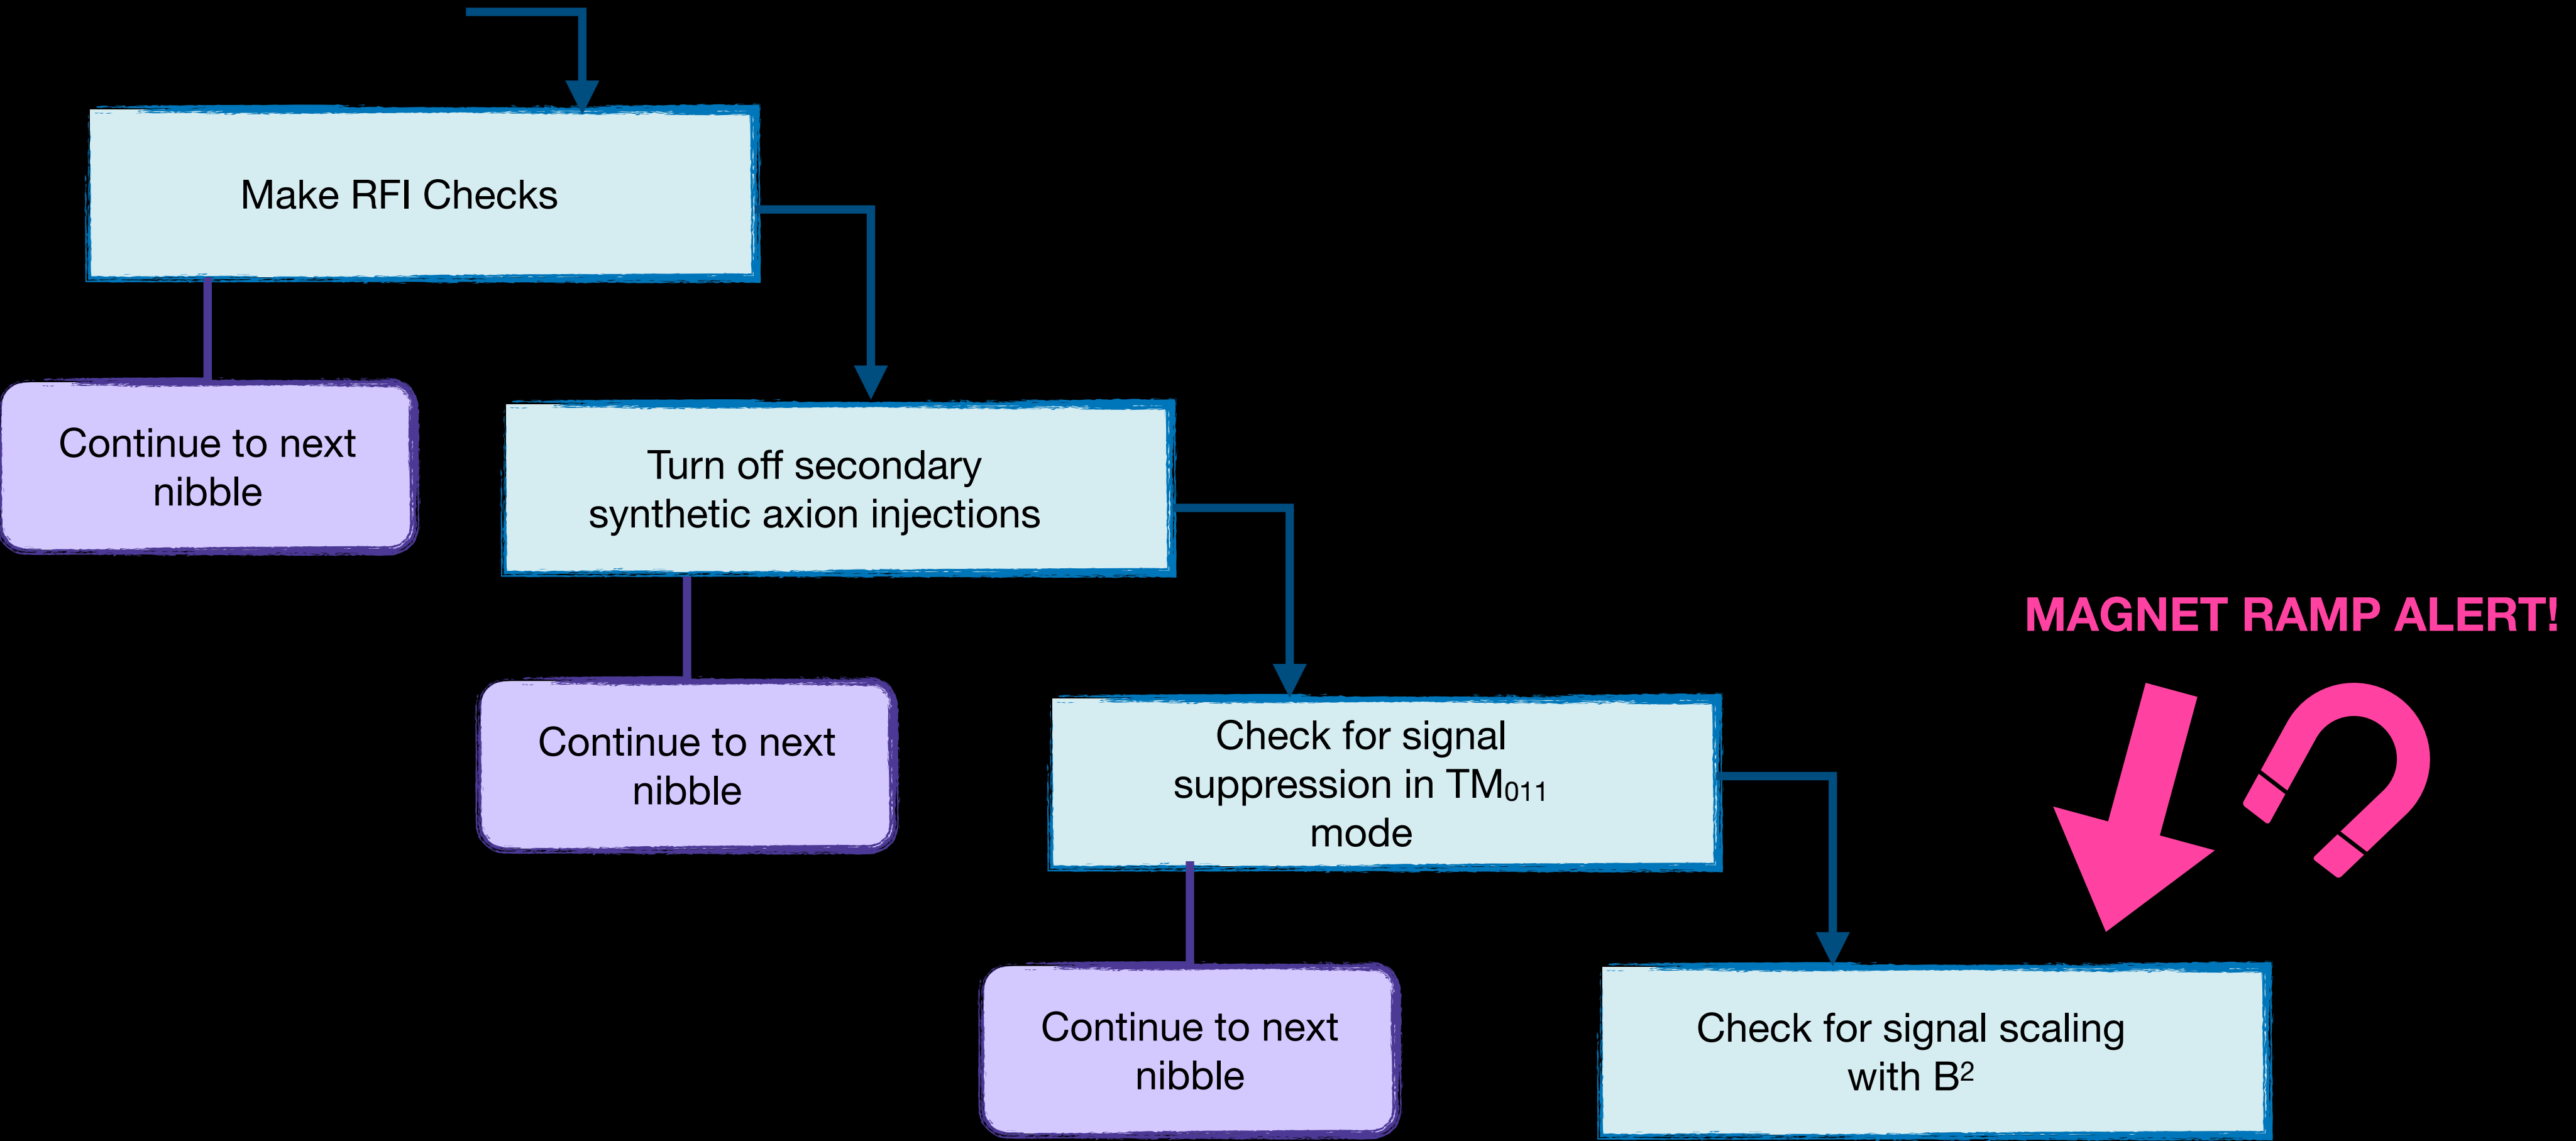 Make RFI Checks
Continue to next
nibble
Turn off secondary
synthetic axion injections
Continue to next
nibble
MAGNET RAMP ALERT!
Check for signal
suppression in TM₀₁₁
mode
Continue to next
nibble
Check for signal scaling
with B²